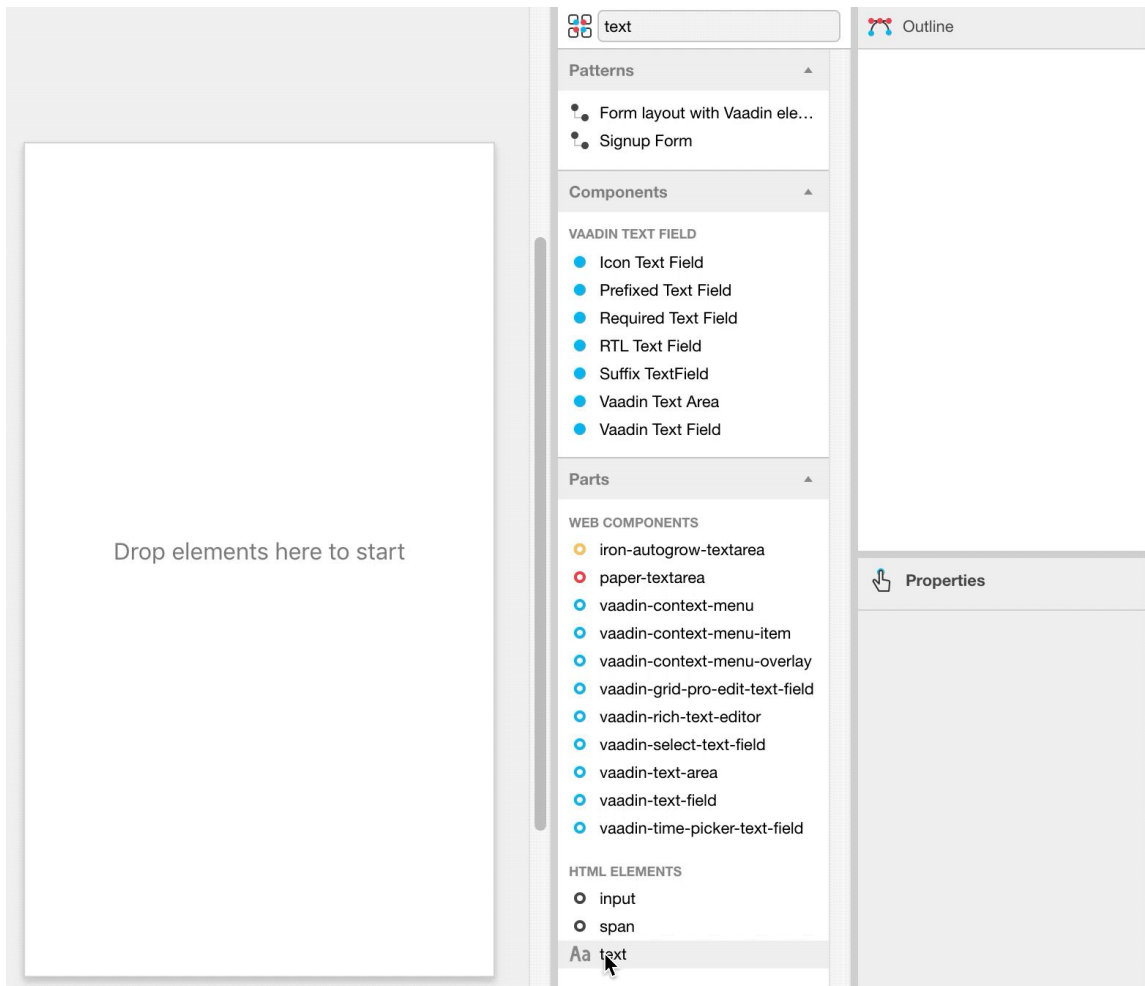 text
Outline
Patterns
Form layout with Vaadin ele...
Signup Form
Components
VAADIN TEXT FIELD
Icon Text Field
Prefixed Text Field
Required Text Field
RTL Text Field
Suffix TextField
Vaadin Text Area
Vaadin Text Field
Parts
WEB COMPONENTS
Drop elements here to start
iron-autogrow-textarea
paper-textarea
Properties
vaadin-context-menu
vaadin-context-menu-item
vaadin-context-menu-overlay
vaadin-grid-pro-edit-text-field
vaadin-rich-text-editor
vaadin-select-text-field
vaadin-text-area
vaadin-text-field
vaadin-time-picker-text-field
HTML ELEMENTS
input
span
Aa text